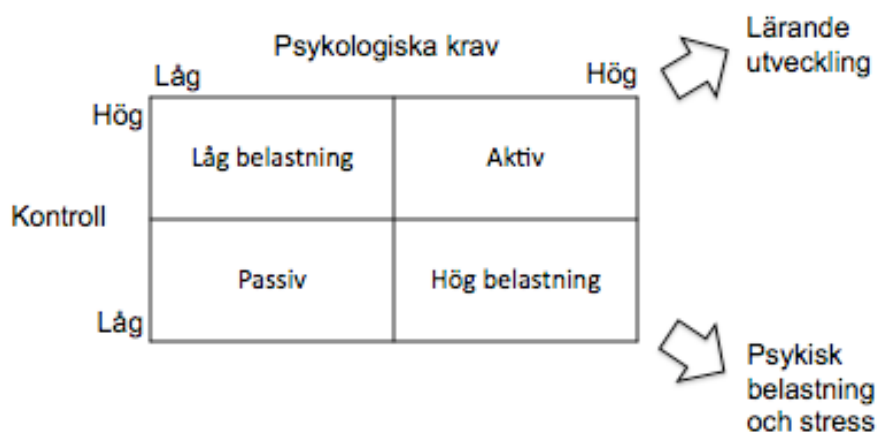 Psykologiska krav
Lärande
utveckling
Låg
Hög
Hög
Låg belastning
Aktiv
Kontroll
Passiv
Hög belastning
Låg
Psykisk
belastning
och stress